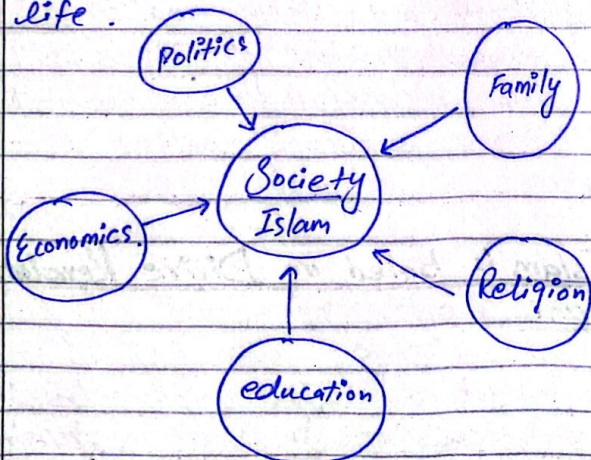 life.
Politics
Family
Society
Islam
Economics.
Religion
education